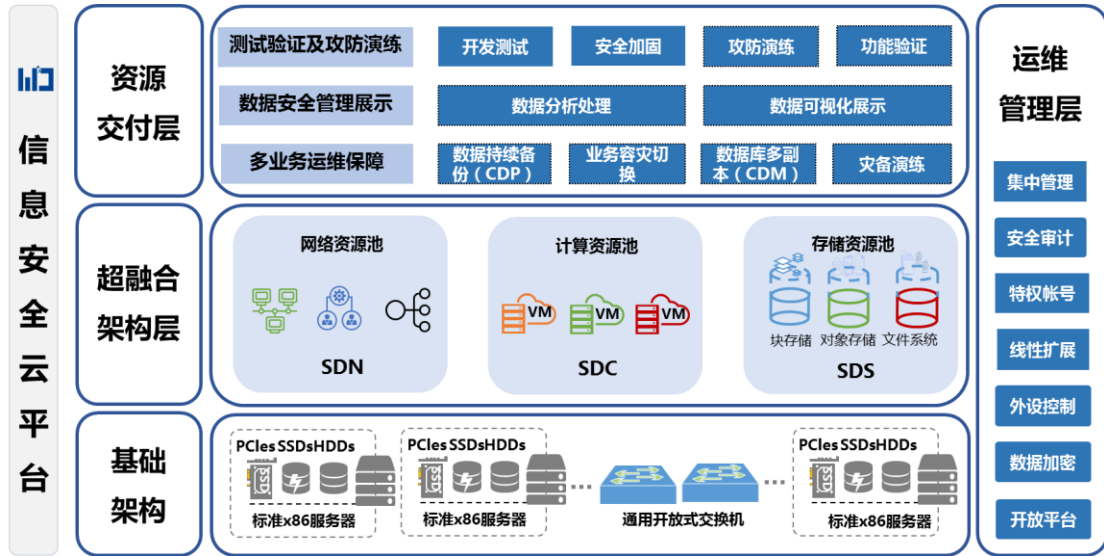 信
息
安
全
云
平
台
资源
交付层
测试验证及攻防演练
开发测试
安全加固
攻防演练
功能验证
数据安全管理展示
数据分析处理
数据可视化展示
多业务运维保障
数据持续备
份（CDP）
业务容灾切
换
数据库多副
本（CDM）
灾备演练
超融合
架构层
网络资源池
SDN
计算资源池
VM
VM
VM
SDC
存储资源池
块存储
对象存储
文件系统
SDS
基础
架构
PCIes SSDsHDDs
标准x86服务器
PCIes SSDsHDDs
标准x86服务器
...
通用开放式交换机
...
PCIes SSDsHDDs
标准x86服务器
运维
管理层
集中管理
安全审计
特权帐号
线性扩展
外设控制
数据加密
开放平台